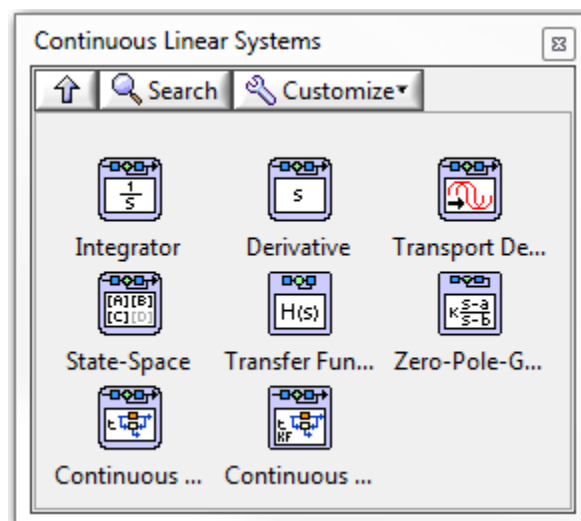 Continuous Linear Systems
Search Customize
1/s s
Integrator Derivative Transport De...
[A][B]
[C][D] H(s) K s-a/s-b
State-Space Transfer Fun... Zero-Pole-G...
t t KF
Continuous ... Continuous ...